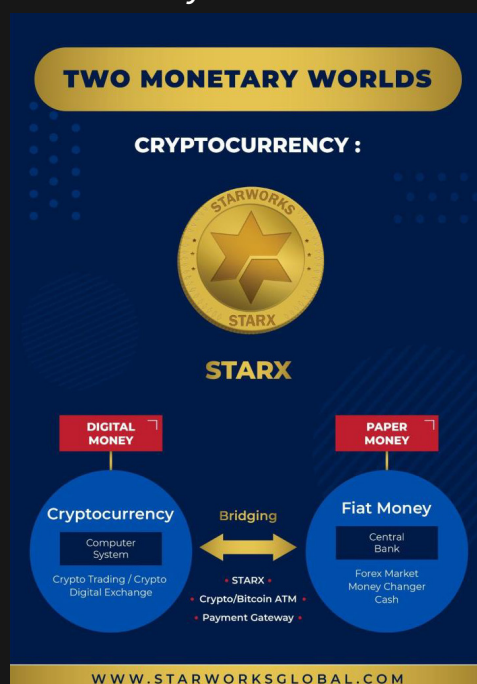 TWO MONETARY WORLDS
CRYPTOCURRENCY :
STARWORKS
STARX
STARX
DIGITAL
MONEY
PAPER
MONEY
Cryptocurrency
Computer
System
Crypto Trading / Crypto
Digital Exchange
Bridging
• STARX •
• Crypto/Bitcoin ATM •
• Payment Gateway •
Fiat Money
Central
Bank
Forex Market
Money Changer
Cash
WWW.STARWORKSGLOBAL.COM